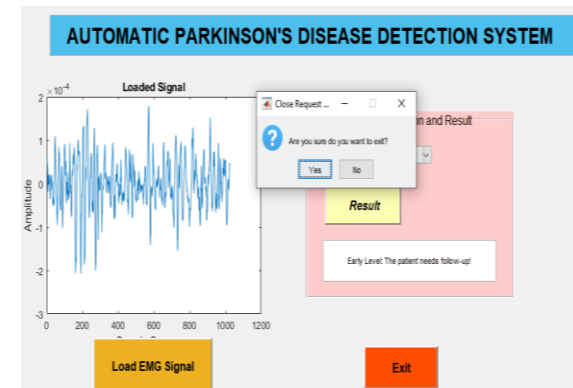 AUTOMATIC PARKINSON'S DISEASE DETECTION SYSTEM
Loaded Signal
×10-4
2
1
0
-1
-2
-3
0 200 400 600 800 1000 1200
Amplitude
Load EMG Signal
Close Request ...
Are you sure do you want to exit?
Yes No
and Result
Result
Early Level: The patient needs follow-up!
Exit